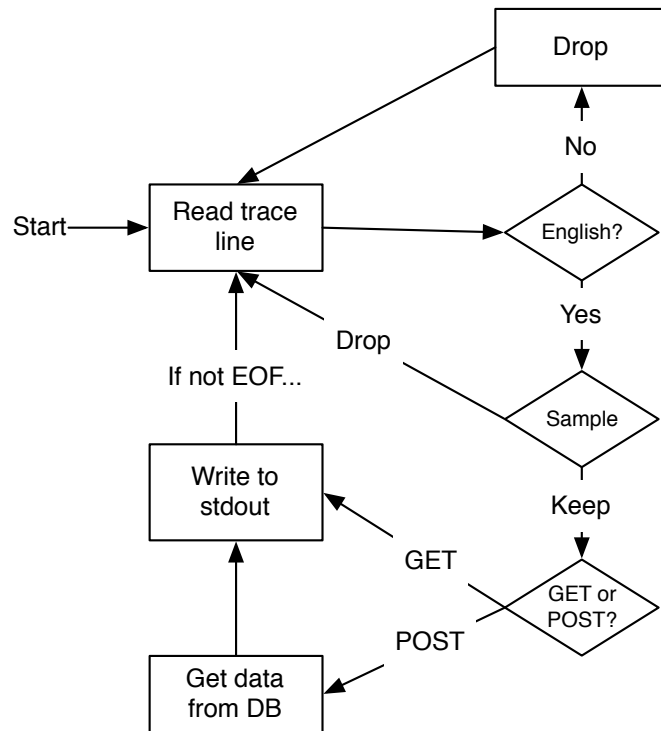 Drop
No
Start
Read trace
line
English?
Yes
Drop
If not EOF...
Sample
Write to
stdout
Keep
GET
GET or
POST?
POST
Get data
from DB